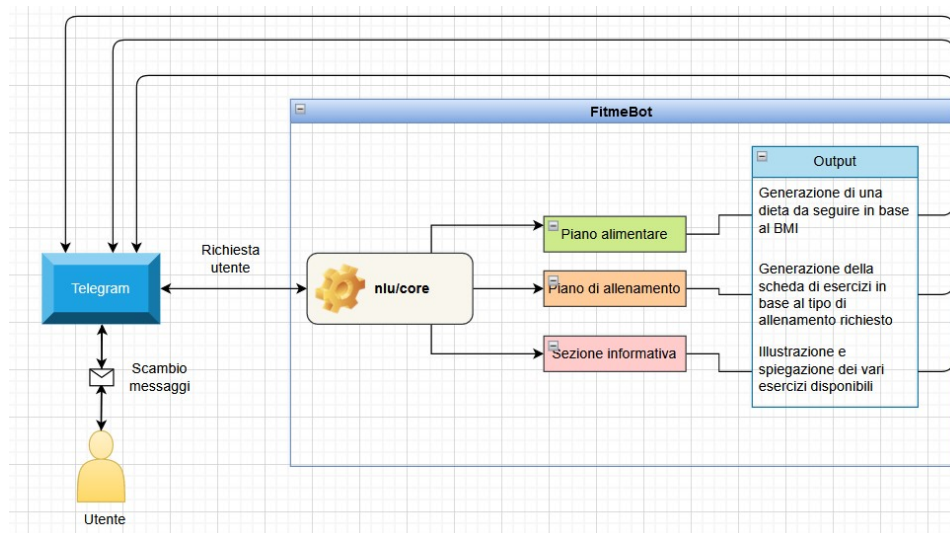 FitmeBot
Output
Generazione di una
dieta da seguire in base
al BMI
Piano alimentare
Richiesta
utente
Telegram
nlu/core
Piano di allenamento
Generazione della
scheda di esercizi in
base al tipo di
allenamento richiesto
Sezione informativa
Illustrazione e
spiegazione dei vari
esercizi disponibili
Scambio
messaggi
Utente